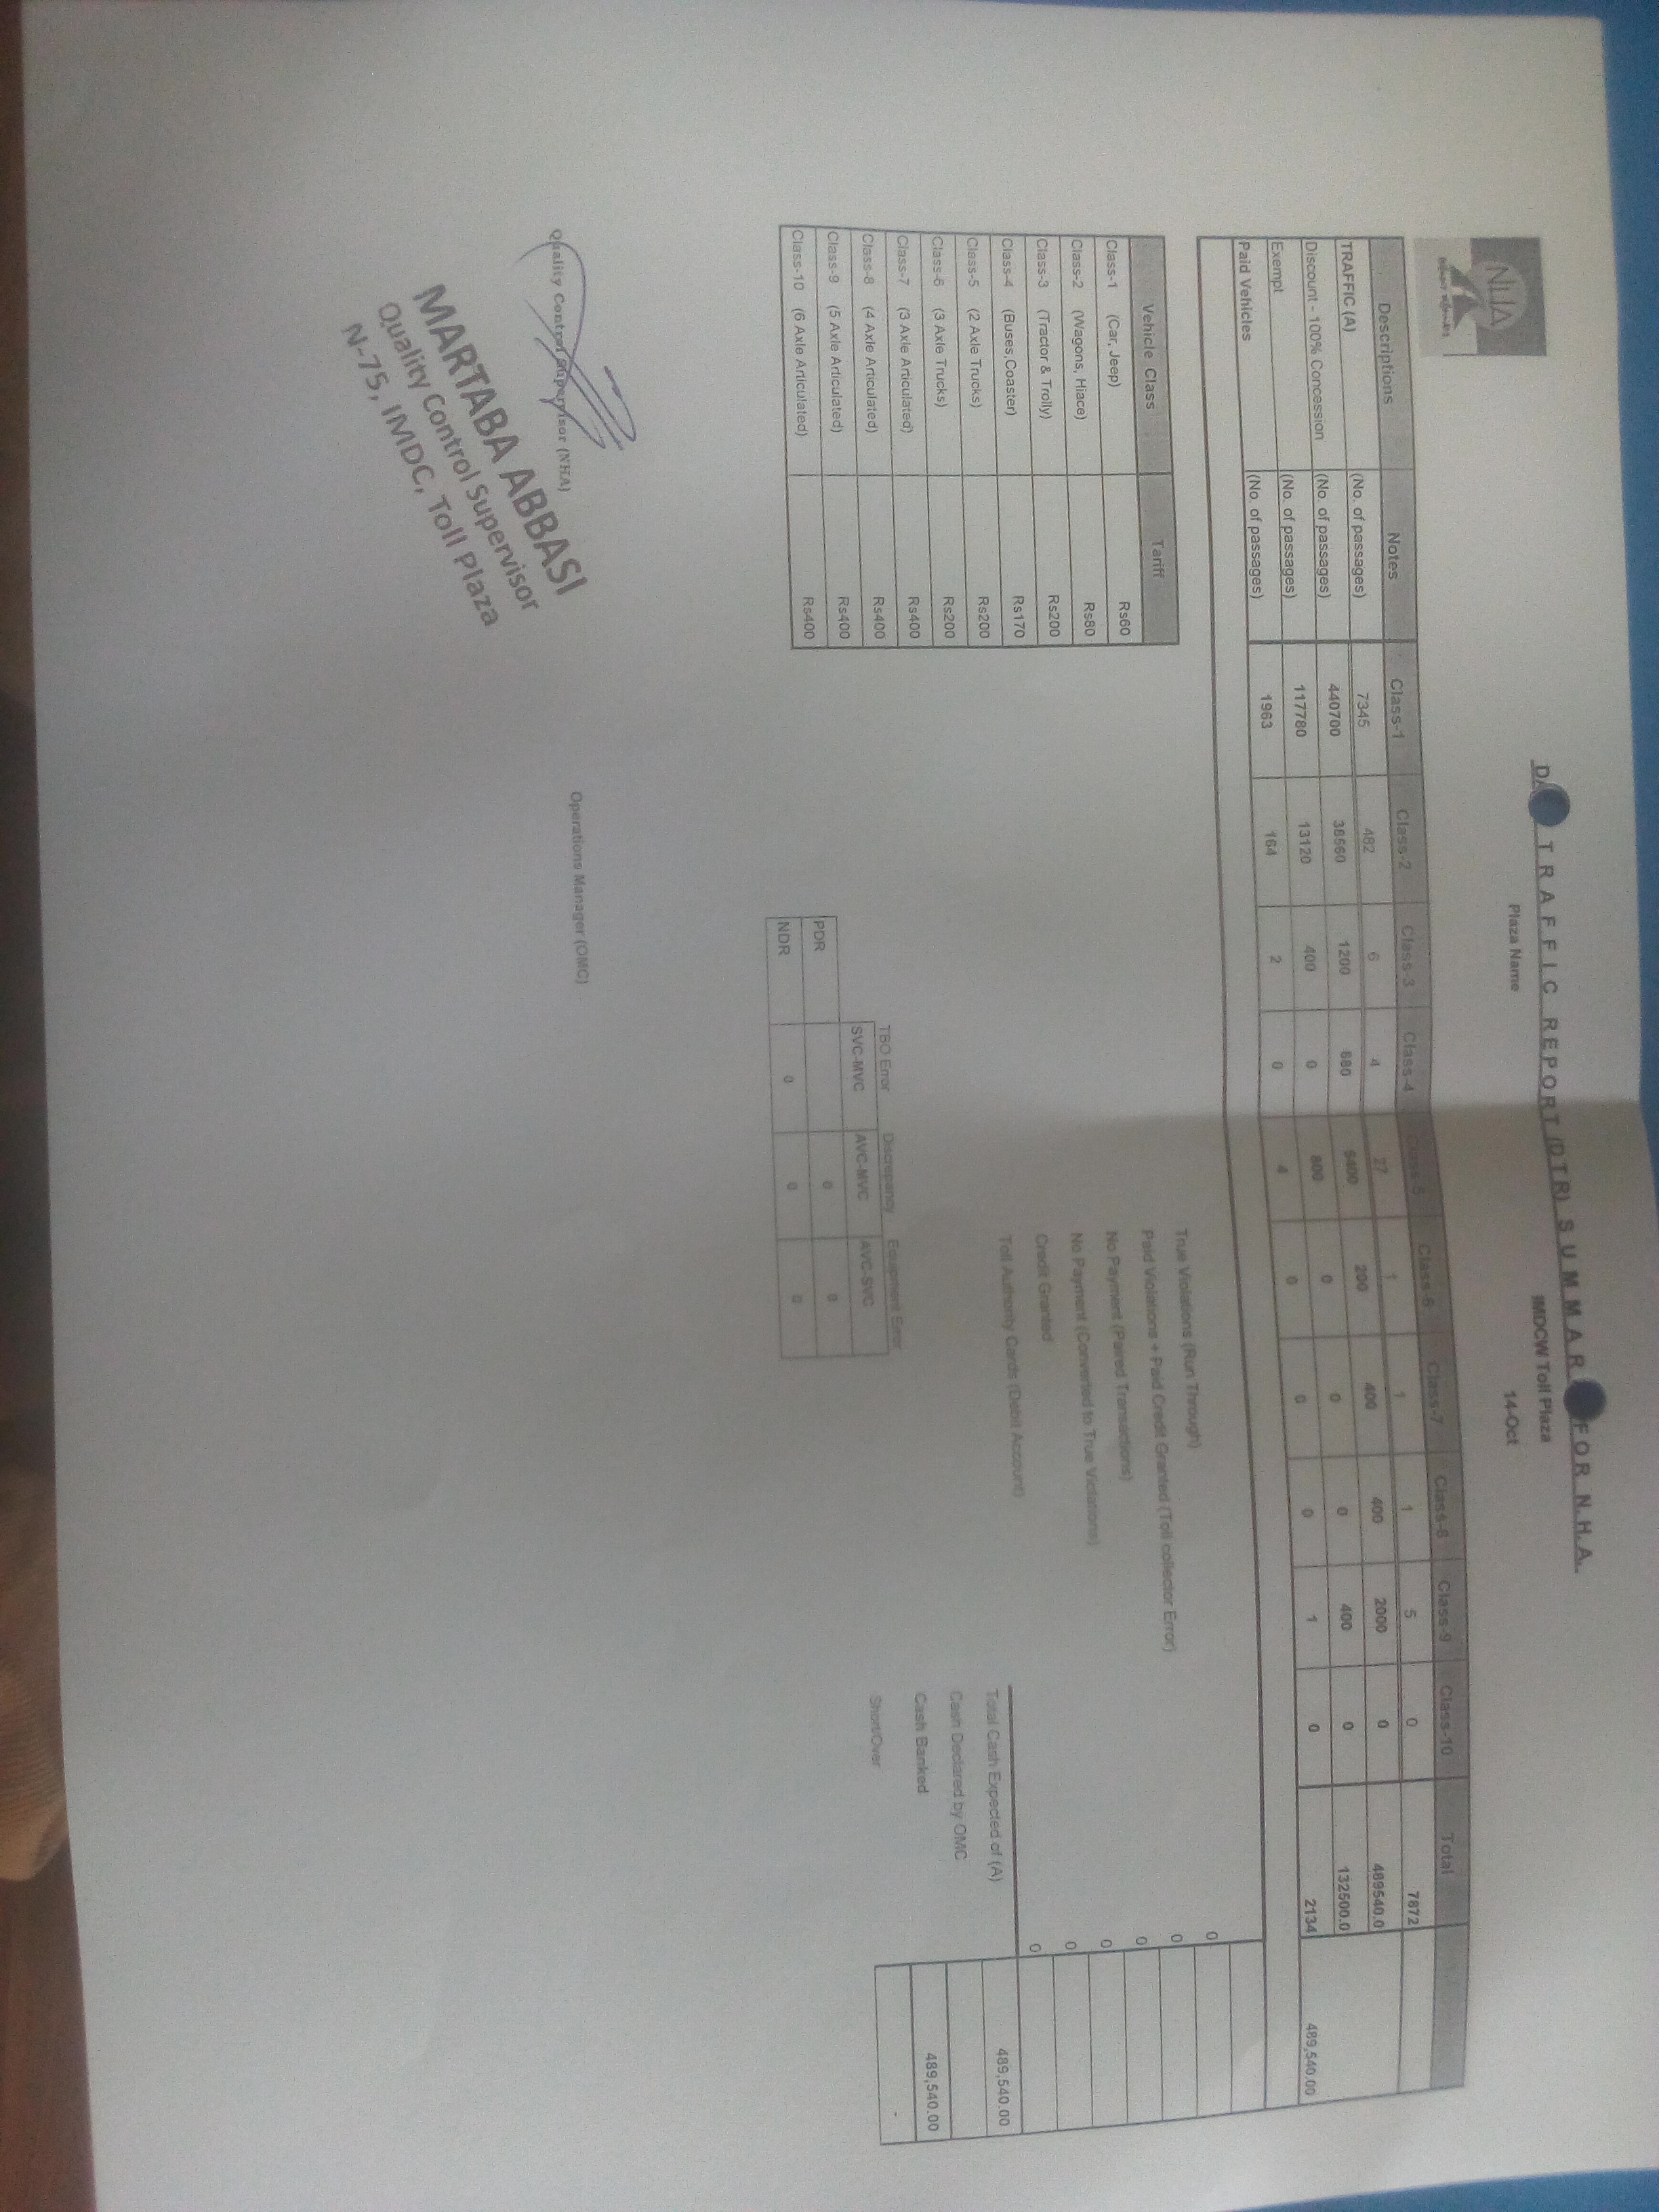 NHA
D T R A F F I C R E P O R T (D T R) S U M M A R F O R N. H. A.
Plaza Name IMDCW Toll Plaza
14-Oct
Descriptions Notes Class-1 Class-2 Class-3 Class-4 Class-5 Class-6 Class-7 Class-8 Class-9 Class-10 Total
TRAFFIC (A) (No. of passages) 7345 482 6 4 27 1 1 1 5 0 7872
Discount - 100% Concession (No. of passages) 440700 38560 1200 680 5400 200 400 400 2000 0 489540.0
Exempt (No. of passages) 117780 13120 400 0 800 0 0 0 400 0 132500.0
Paid Vehicles (No. of passages) 1963 164 2 0 4 0 0 0 1 0 2134 489,540.00
True Violations (Run Through) 0
Paid Violations + Paid Credit Granted (Toll collector Error) 0
No Payment (Paired Transactions) 0
No Payment (Converted to True Violations) 0
Credit Granted 0
Toll Authority Cards (Debit Account) 0
Vehicle Class Tariff
Class-1 (Car, Jeep) Rs60
Class-2 (Wagons, Hiace) Rs80
Class-3 (Tractor & Trolly) Rs200
Class-4 (Buses,Coaster) Rs170
Class-5 (2 Axle Trucks) Rs200
Class-6 (3 Axle Trucks) Rs200
Class-7 (3 Axle Articulated) Rs400
Class-8 (4 Axle Articulated) Rs400
Class-9 (5 Axle Articulated) Rs400
Class-10 (6 Axle Articulated) Rs400
Total Cash Expected of (A) 489,540.00
Cash Declared by OMC
Cash Banked 489,540.00
Short/Over -
TBO Error Discrepancy Equipment Error
SVC-MVC AVC-MVC AVC-SVC
PDR 0 0
NDR 0 0 0
Quality Control Supervisor (NHA)
Operations Manager (OMC)
MARTABA ABBASI
Quality Control Supervisor
N-75, IMDC, Toll Plaza